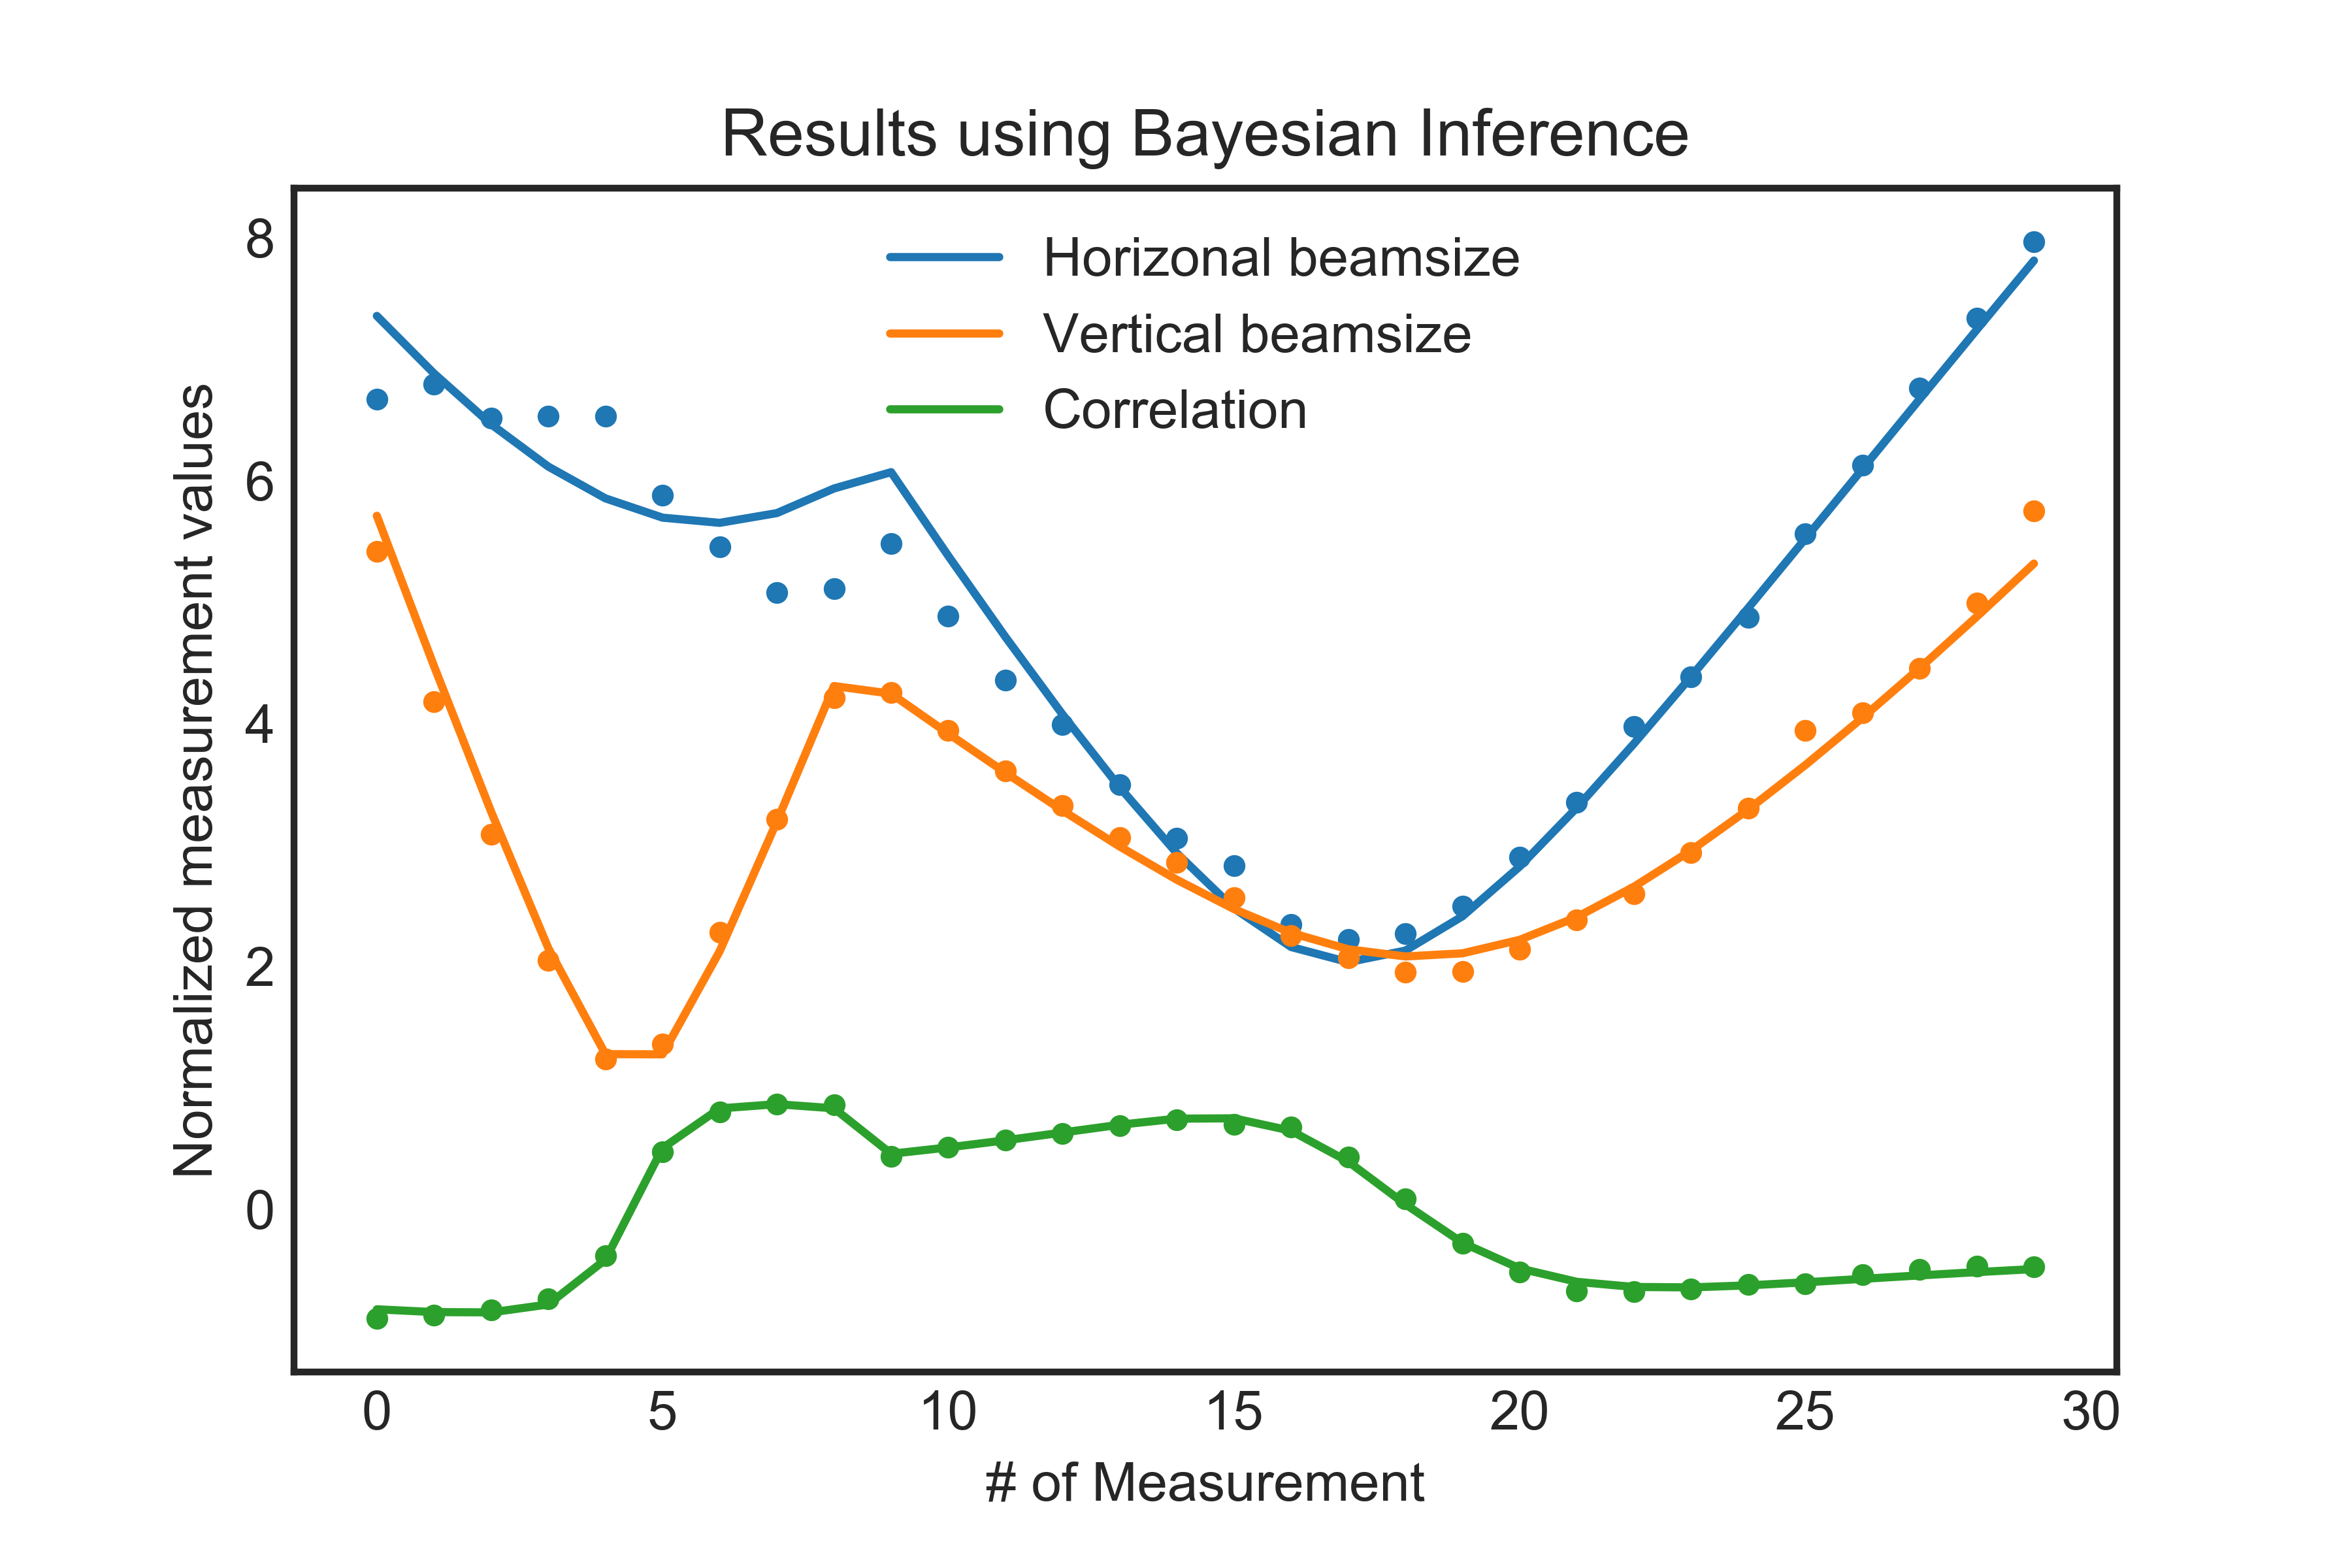 Results using Bayesian Inference
Horizonal beamsize
Vertical beamsize
Correlation
Normalized measurement values
8
6
4
2
0
0 5 10 15 20 25 30
# of Measurement